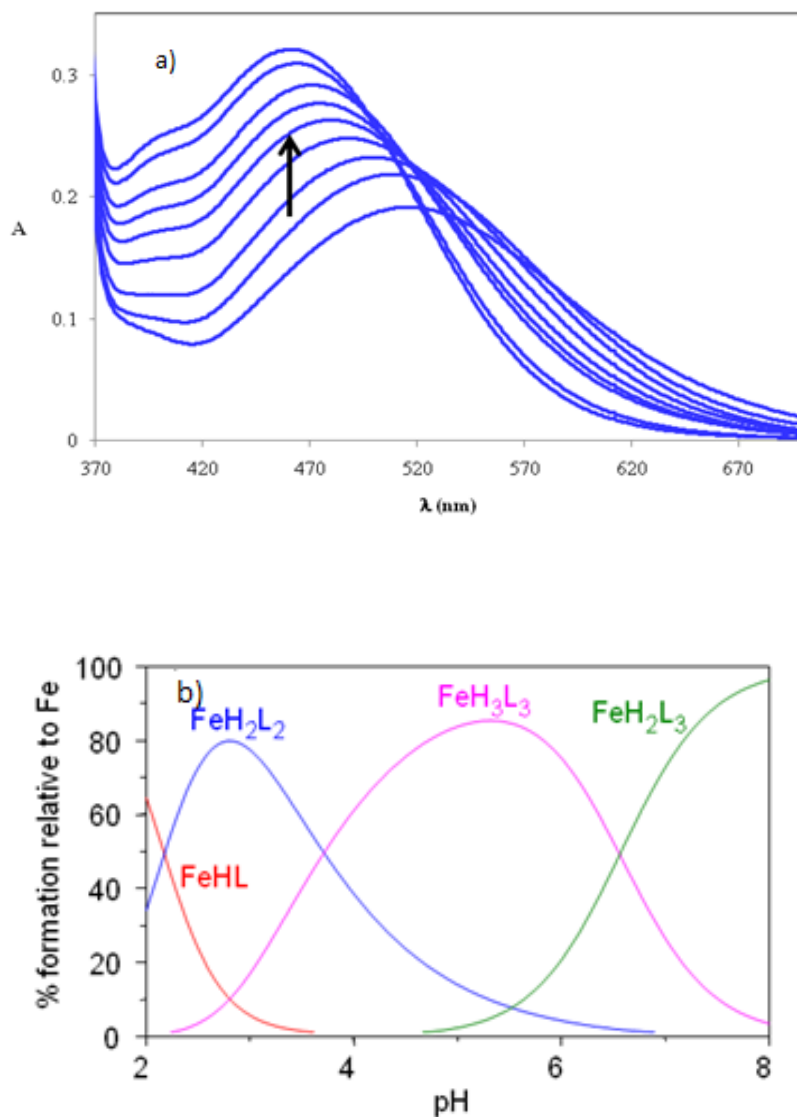 a)
0.3
0.2
A
0.1
0
370 420 470 520 570 620 670
λ (nm)
100
b)
FeH₃L₃
FeH₂L₃
FeH₂L₂
80
60
FeHL
40
20
0
% formation relative to Fe
2 4 6 8
pH